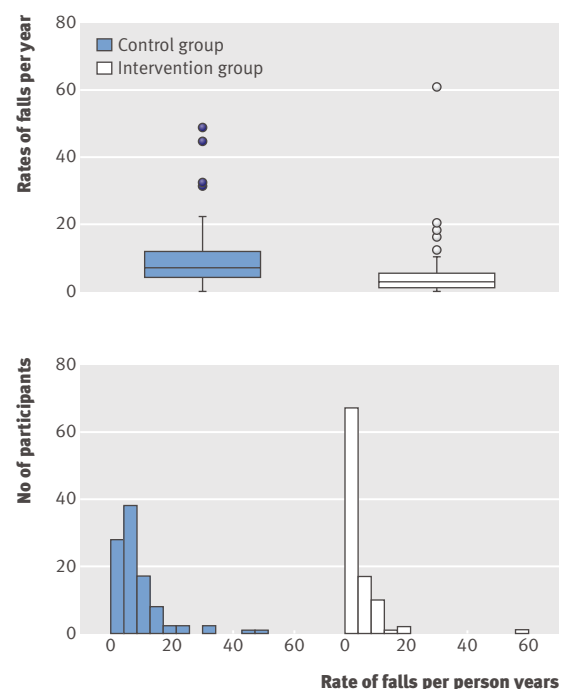 Rates of falls per year
80
60
40
20
0
Control group
Intervention group
No of participants
80
60
40
20
0
0 20 40 60 0 20 40 60
Rate of falls per person years